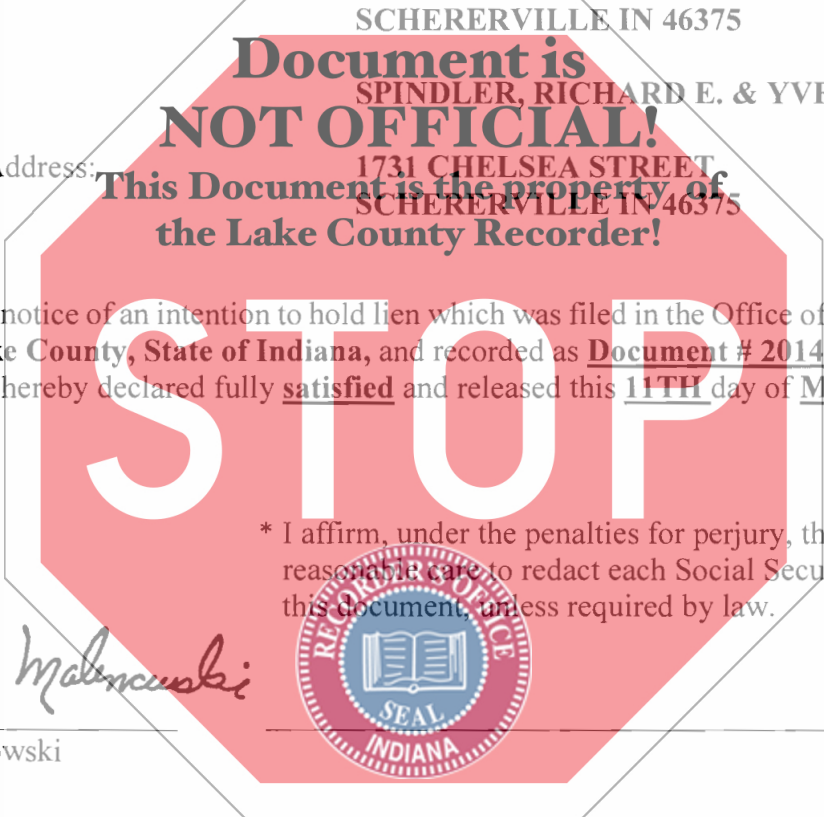 SCHERERVILLE IN 46375
Document is
SPINDLER, RICHARD E. & YV
NOT OFFICIAL!
ddress:
1731 CHELSEA STREET
This Document is the property of
SCHERERVILLE IN 46375
the Lake County Recorder!
notice of an intention to hold lien which was filed in the Office of
e County, State of Indiana, and recorded as Document # 2014
hereby declared fully satisfied and released this 11TH day of M
STOP
* I affirm, under the penalties for perjury, th
reasonable care to redact each Social Secu
this document, unless required by law.
RECORDER'S OFFICE
SEAL
INDIANA
Malencuski
wski